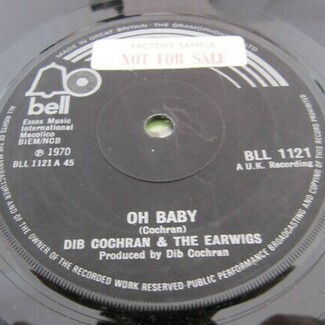 MADE IN GREAT BRITAIN · THE GRAMOPHONE CO. LTD
FACTORY SAMPLE
NOT FOR SALE
bell
Essex Music
International
Mecolico
BIEM/NCB
℗ 1970
BLL 1121 A 45
BLL 1121
A U.K. Recording
OH BABY
(Cochran)
DIB COCHRAN & THE EARWIGS
Produced by Dib Cochran
ALL RIGHTS OF THE MANUFACTURER AND OF THE OWNER OF THE RECORDED WORK RESERVED·PUBLIC PERFORMANCE BROADCASTING AND COPYING OF THIS RECORD PROHIBITED